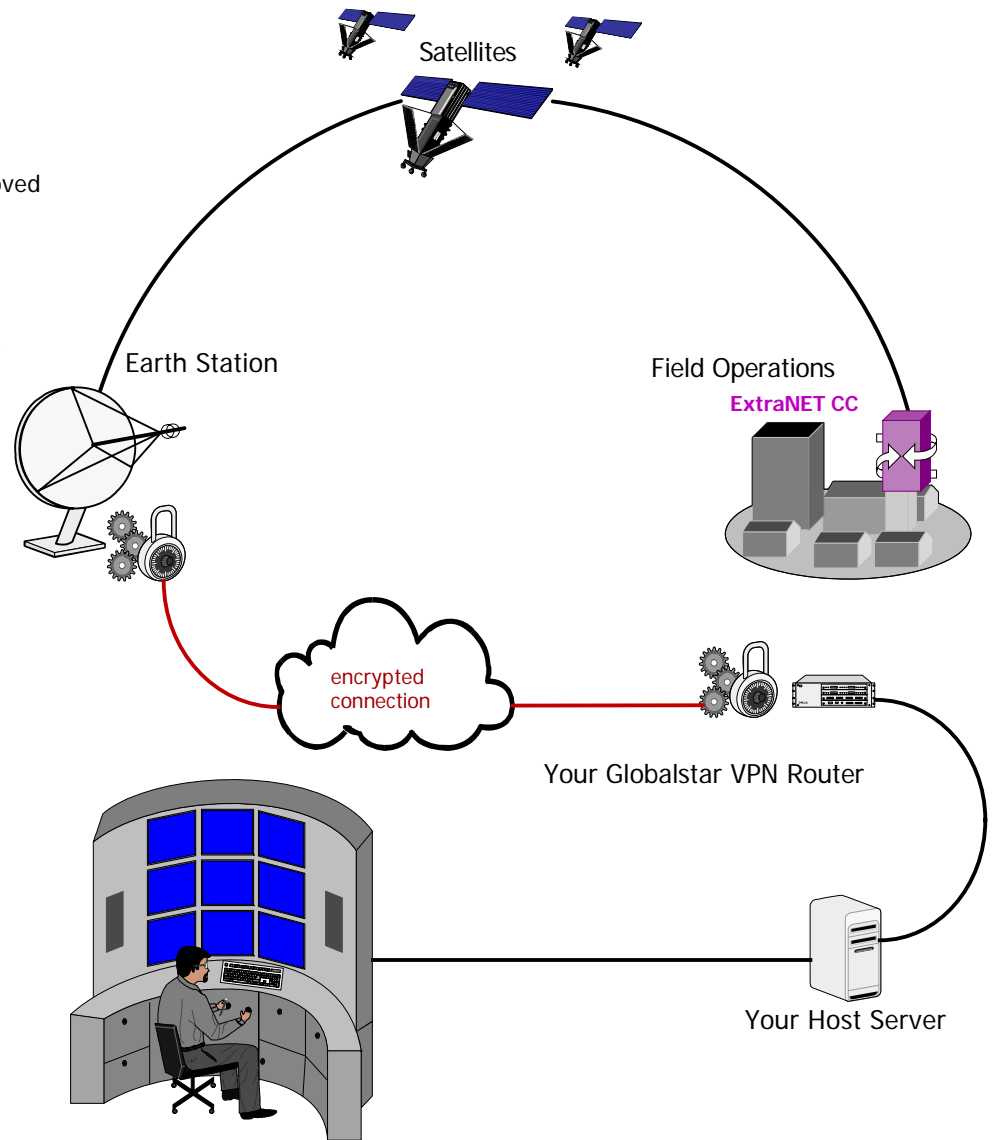 Satellites
Earth Station
Field Operations
ExtraNET CC
encrypted
connection
Your Globalstar VPN Router
Your Host Server